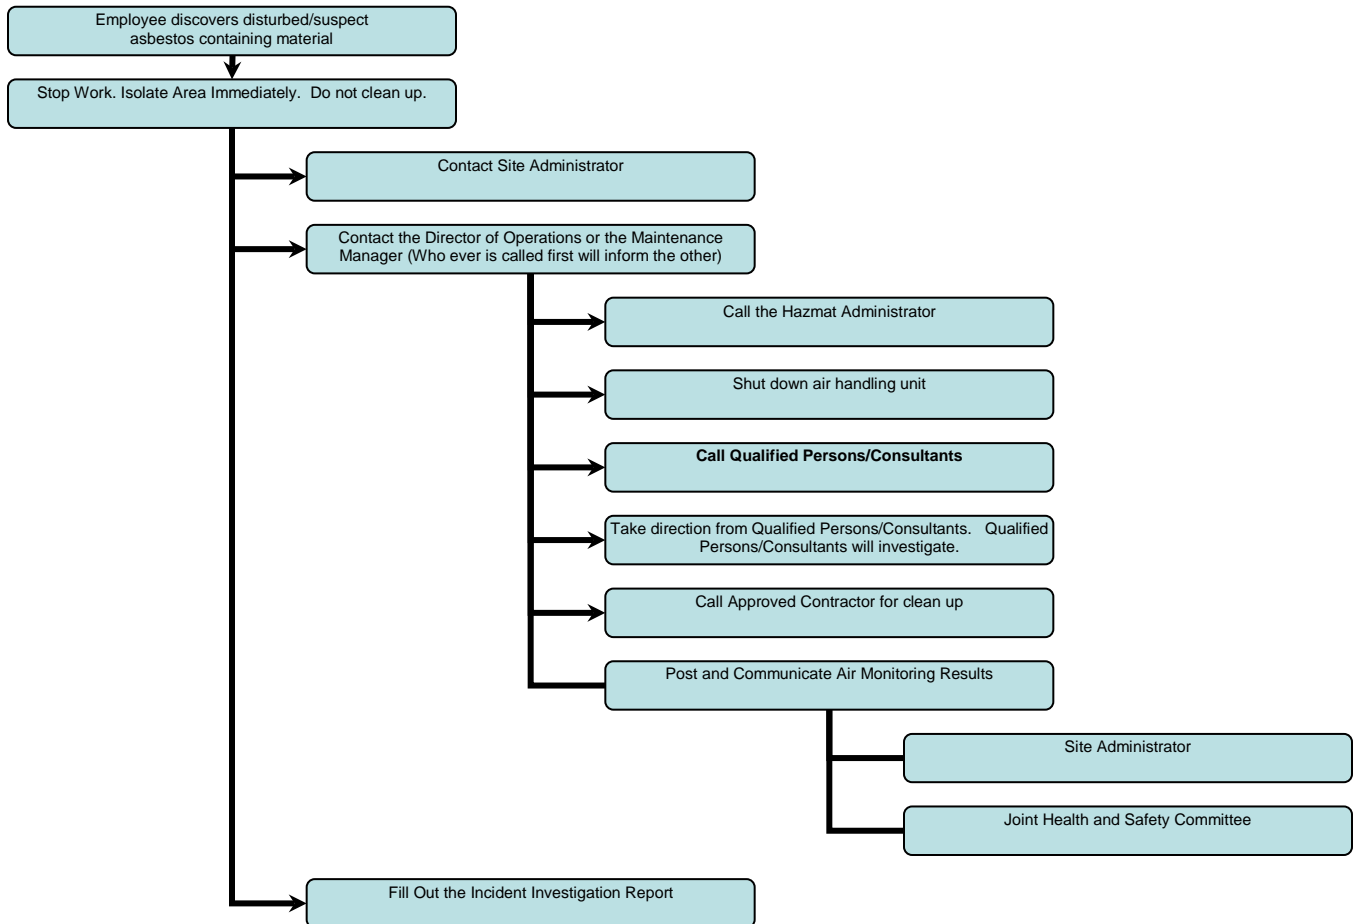 Employee discovers disturbed/suspect
asbestos containing material
Stop Work. Isolate Area Immediately.  Do not clean up.
Contact Site Administrator
Contact the Director of Operations or the Maintenance
Manager (Who ever is called first will inform the other)
Call the Hazmat Administrator
Shut down air handling unit
Call Qualified Persons/Consultants
Take direction from Qualified Persons/Consultants.   Qualified
Persons/Consultants will investigate.
Call Approved Contractor for clean up
Post and Communicate Air Monitoring Results
Site Administrator
Joint Health and Safety Committee
Fill Out the Incident Investigation Report